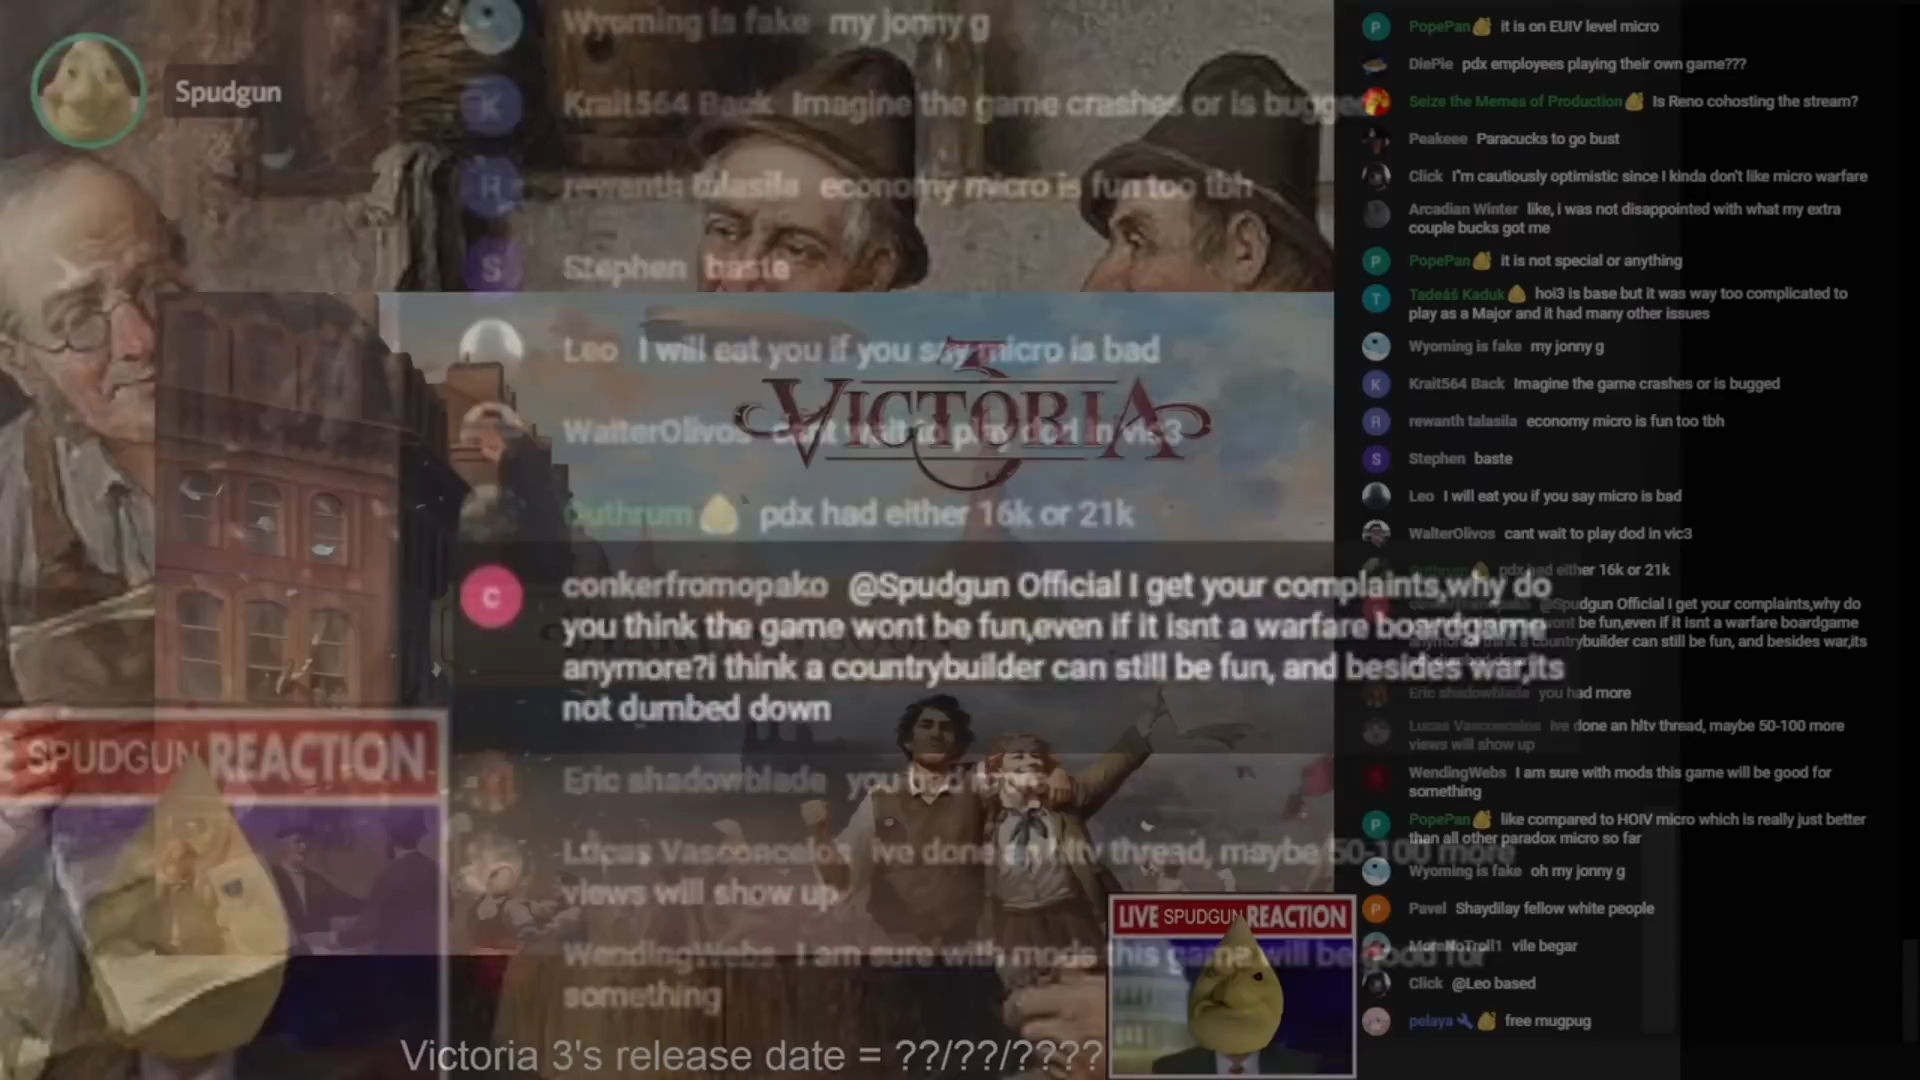 Spudgun
Wyoming is fake my jonny g
Krait564 Back Imagine the game crashes or is bugged
rewanth talasila economy micro is fun too tbh
Stephen baste
Leo I will eat you if you say micro is bad
WalterOlivos cant wait to play dod in vic3
Guthrum pdx had either 16k or 21k
conkerfromopako @Spudgun Official I get your complaints,why do
you think the game wont be fun,even if it isnt a warfare boardgame
anymore?i think a countrybuilder can still be fun, and besides war,its
not dumbed down
Eric shadowblade you had more
Lucas Vasconcelos ive done an hltv thread, maybe 50-100 more
views will show up
WendingWebs I am sure with mods this game will be good for
something
3
VICTORIA
SPUDGUN REACTION
LIVE SPUDGUN REACTION
Victoria 3's release date = ??/??/????
P PopePan it is on EUIV level micro
DiePie pdx employees playing their own game???
Seize the Memes of Production Is Reno cohosting the stream?
Peakeee Paracucks to go bust
Click I"m cautiously optimistic since I kinda don't like micro warfare
Arcadian Winter like, i was not disappointed with what my extra
couple bucks got me
P PopePan it is not special or anything
T Tadeáš Kaduk hoi3 is base but it was way too complicated to
play as a Major and it had many other issues
Wyoming is fake my jonny g
K Krait564 Back Imagine the game crashes or is bugged
R rewanth talasila economy micro is fun too tbh
S Stephen baste
Leo I will eat you if you say micro is bad
WalterOlivos cant wait to play dod in vic3
Guthrum pdx had either 16k or 21k
@Spudgun Official I get your complaints,why do
wont be fun,even if it isnt a warfare boardgame
anymore?i think a countrybuilder can still be fun, and besides war,its
Eric shadowblade you had more
Lucas Vasconcelos ive done an hltv thread, maybe 50-100 more
views will show up
WendingWebs I am sure with mods this game will be good for
something
P PopePan like compared to HOIV micro which is really just better
than all other paradox micro so far
Wyoming is fake oh my jonny g
P Pavel Shaydilay fellow white people
MomNoTroll1 vile begar
Click @Leo based
pelaya free mugpug